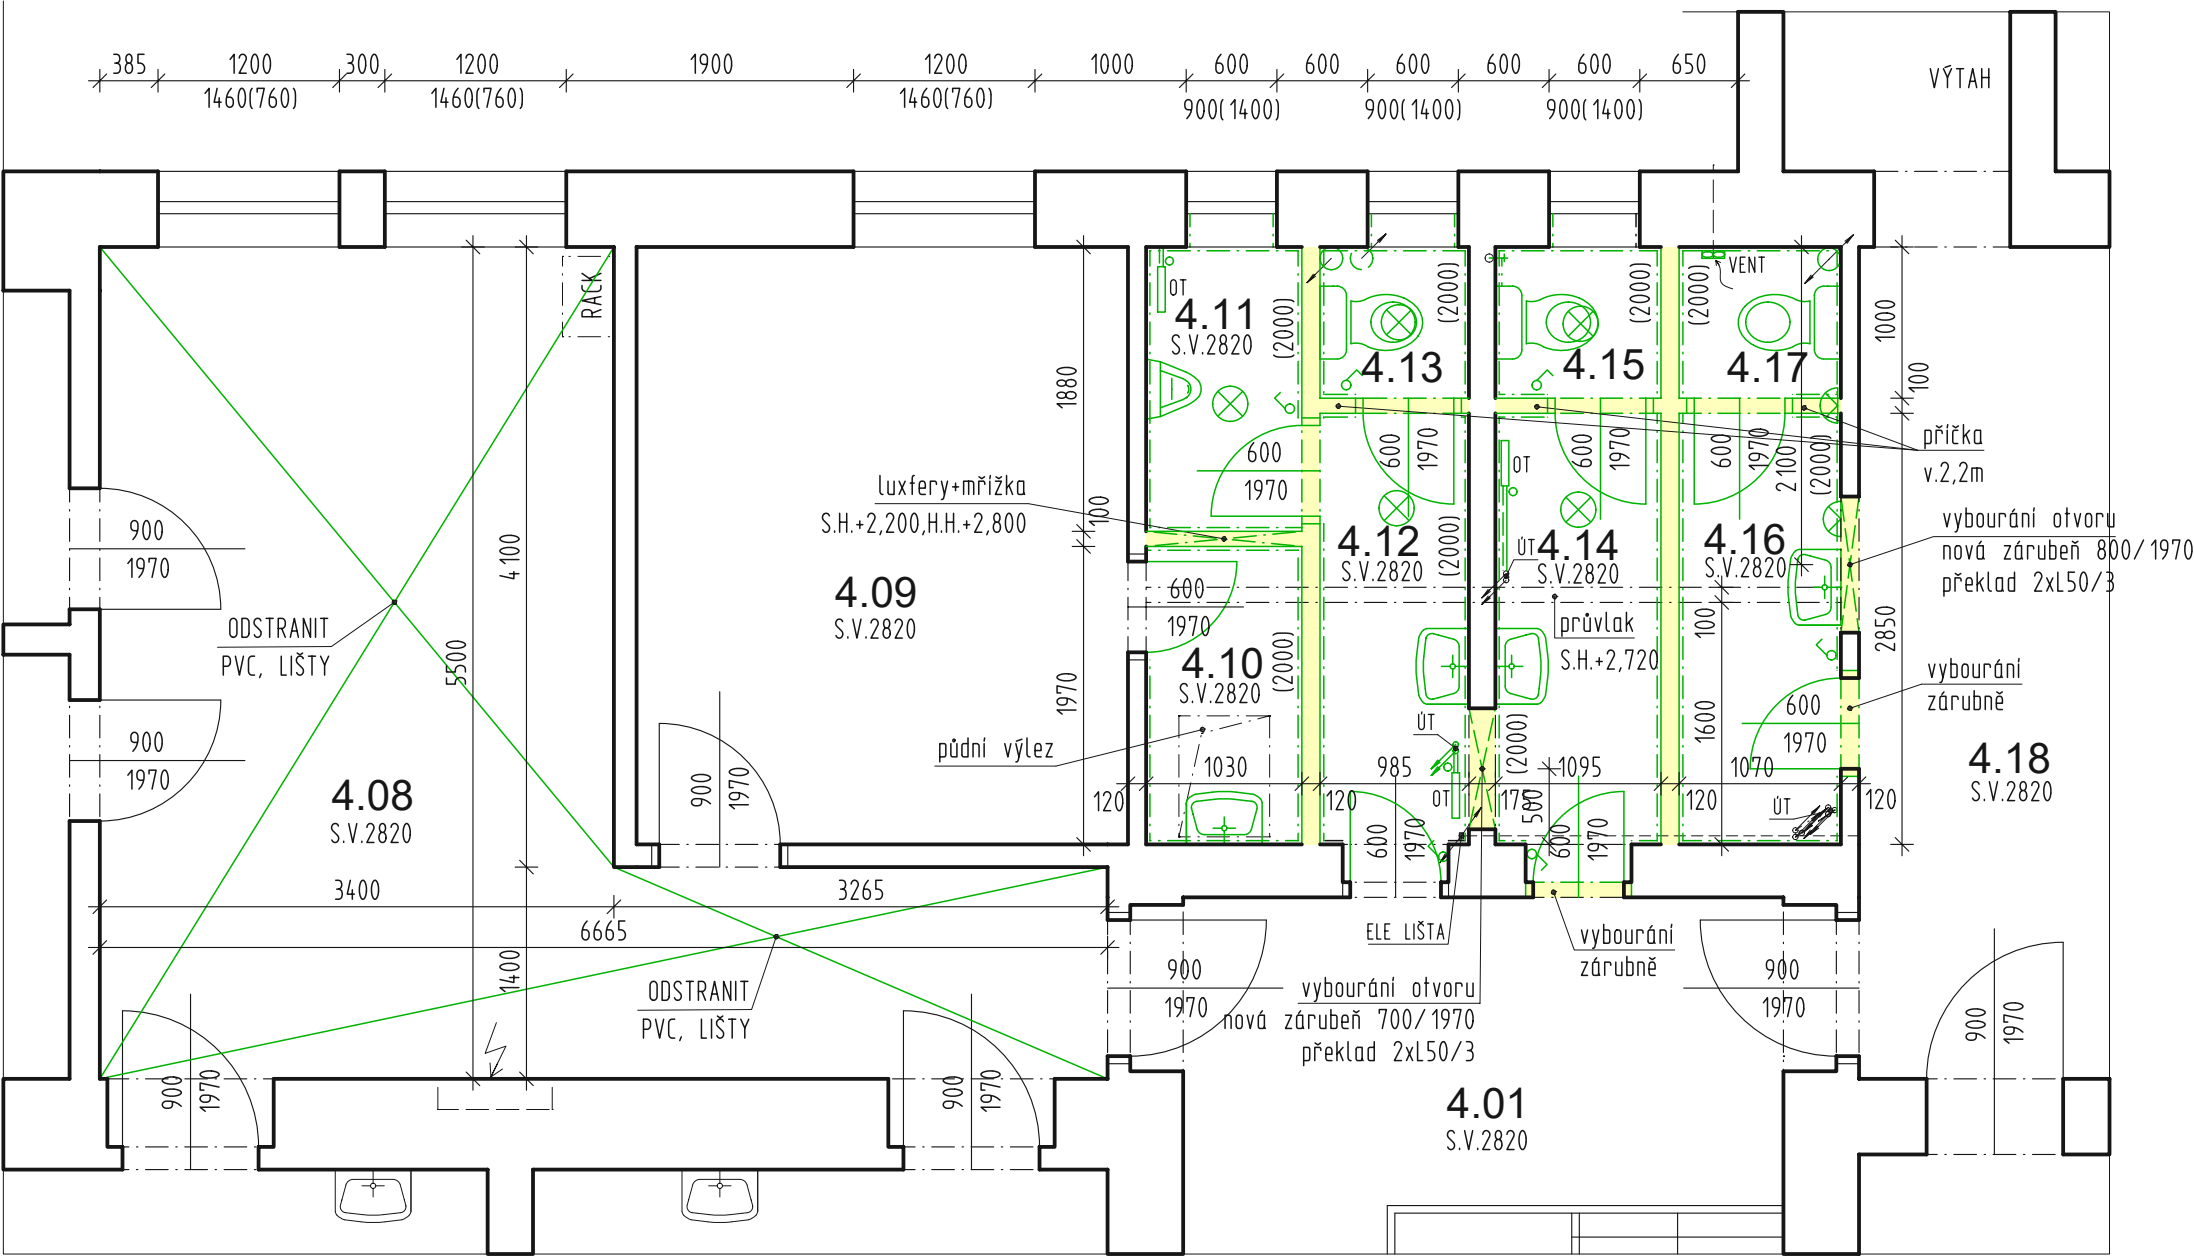 385
1200
300
1200
1900
1200
1000
600
600
600
600
600
650
1460(760)
1460(760)
1460(760)
900(1400)
900(1400)
900(1400)
VÝTAH
RACK
OT
4.11
S.V.2820
(2000)
(2000)
4.13
(2000)
4.15
(2000)
VENT
4.17
1000
100
příčka
v.2,2m
1880
100
1970
600
1970
600
1970
600
1970
600
1970
2100
(2000)
OT
luxfery+mřížka
S.H.+2,200,H.H.+2,800
vybourání otvoru
nová zárubeň 800/1970
překlad 2xL50/3
900
1970
4100
5500
4.09
S.V.2820
4.12
S.V.2820
(2000)
ÚT
4.14
S.V.2820
4.16
S.V.2820
600
1970
průvlak
S.H.+2,720
100
2850
ODSTRANIT
PVC, LIŠTY
4.10
S.V.2820
(2000)
vybourání
zárubně
900
1970
půdní výlez
ÚT
(2000)
1600
600
1970
4.18
S.V.2820
4.08
S.V.2820
900
1970
120
1030
120
985
OT
175
500
1095
120
1070
ÚT
120
600
1970
600
1970
3400
3265
6665
ELE LIŠTA
vybourání
zárubně
1400
ODSTRANIT
PVC, LIŠTY
900
1970
vybourání otvoru
nová zárubeň 700/1970
překlad 2xL50/3
900
1970
900
1970
900
1970
900
1970
4.01
S.V.2820